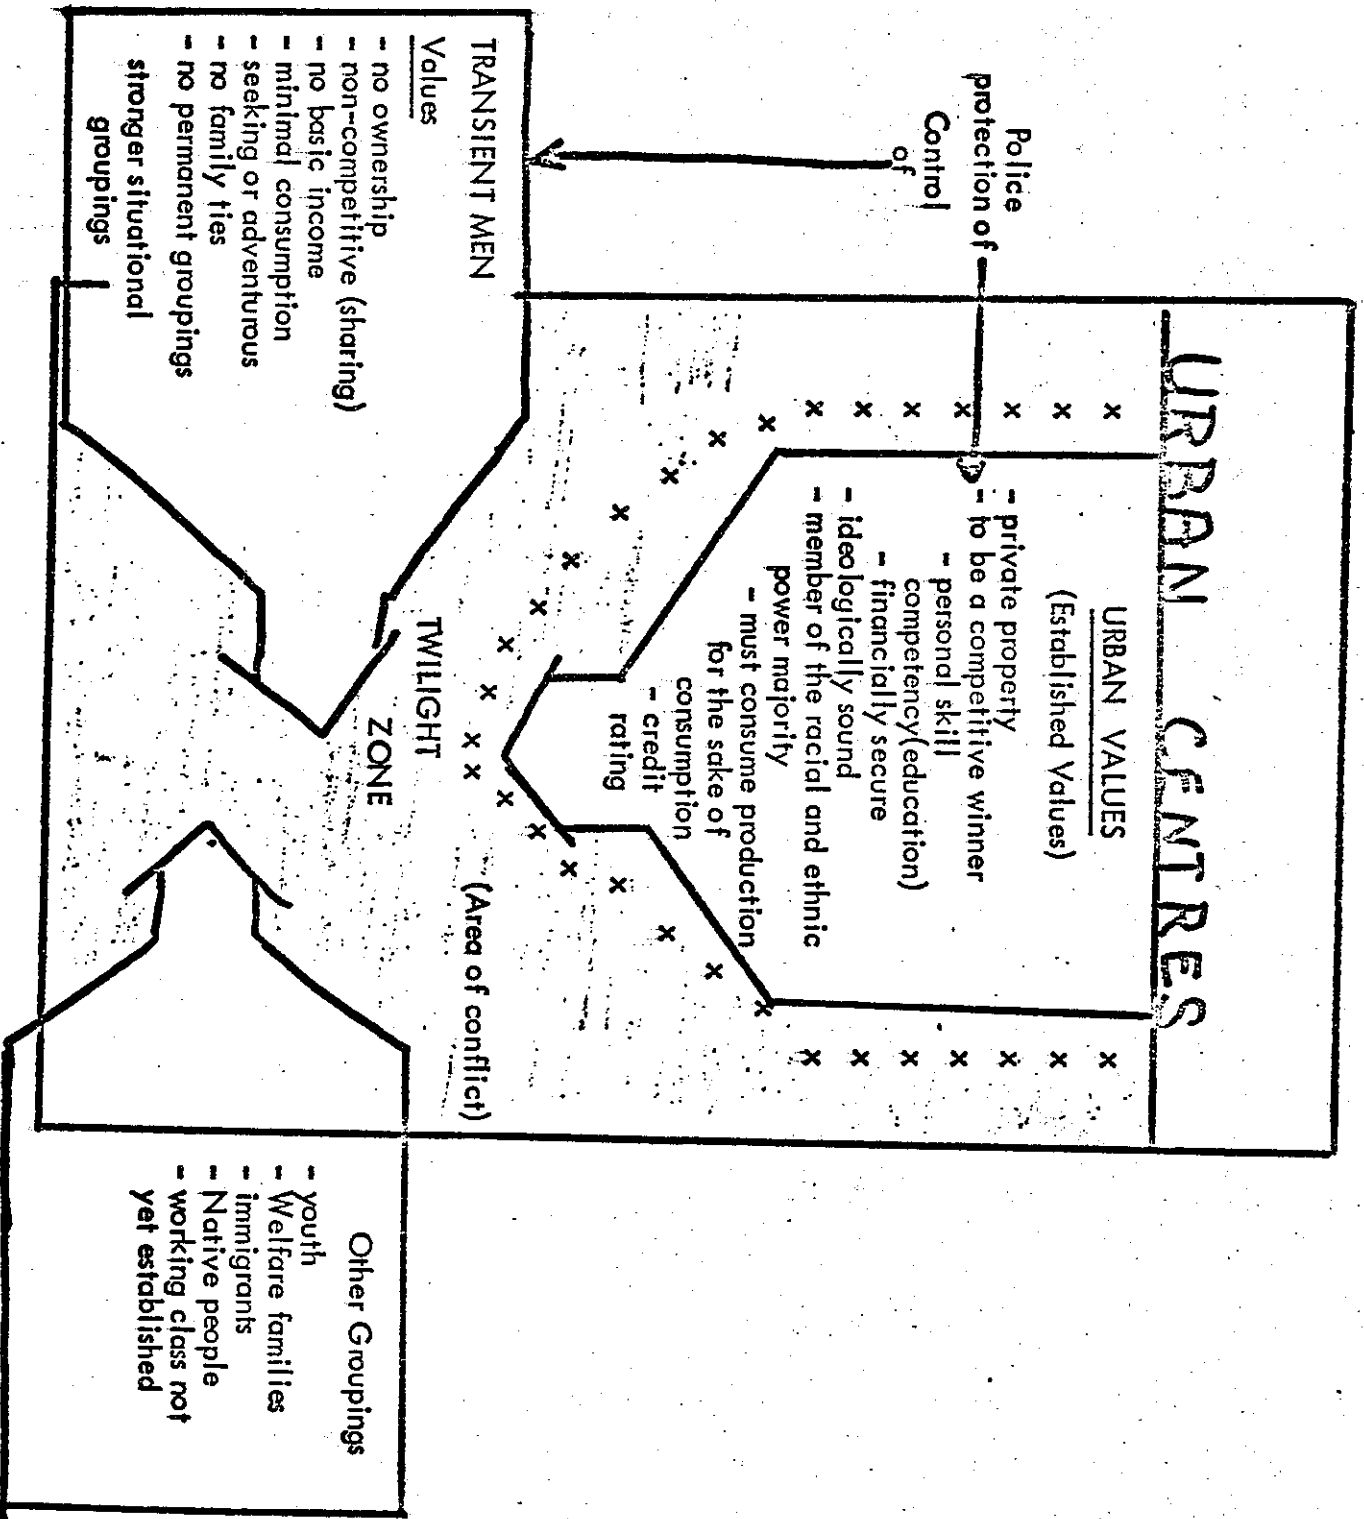 URBAN CENTRES
URBAN VALUES
(Established Values)
- private property
- to be a competitive winner
- personal skill
competency(education)
- financially secure
- ideologically sound
- member of the racial and ethnic
power majority
- must consume production
for the sake of
consumption
- credit
rating
Police
protection of
Control
of
TWILIGHT
ZONE
(Area of conflict)
TRANSIENT MEN
Values
- no ownership
- non-competitive (sharing)
- no basic income
- minimal consumption
- seeking or adventurous
- no family ties
- no permanent groupings
stronger situational
groupings
Other Groupings
- youth
- Welfare families
- immigrants
- Native people
- working class not
yet established